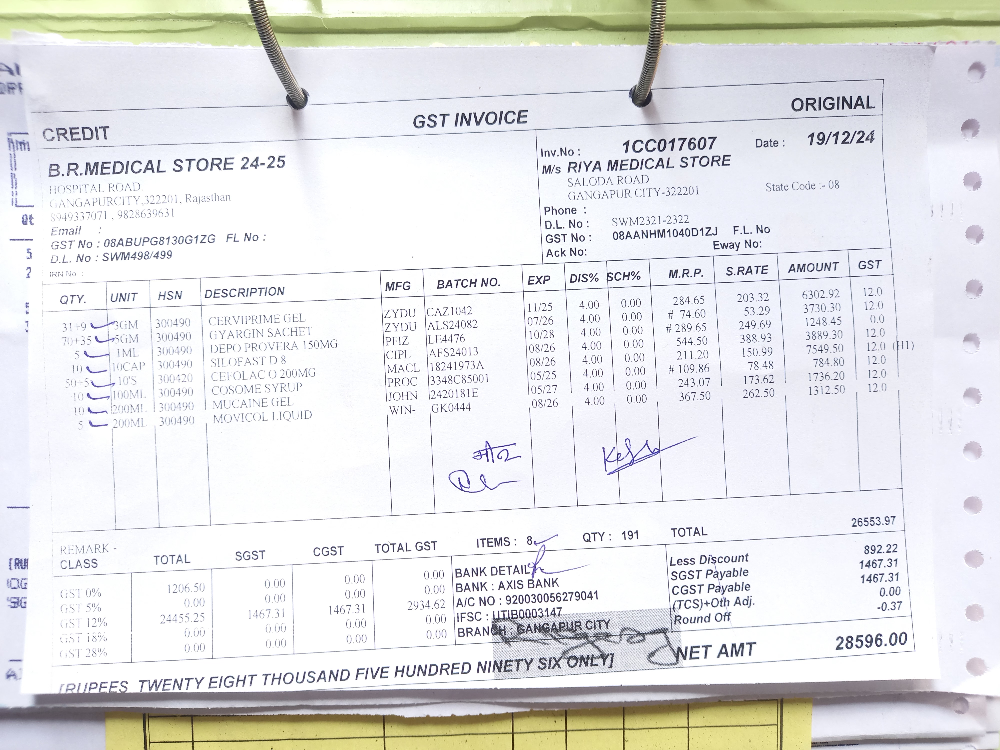 CREDIT GST INVOICE ORIGINAL
B.R.MEDICAL STORE 24-25
HOSPITAL ROAD
GANGAPURCITY-322201, Rajasthan
8949337071 , 9828639631
Email :
GST No : 08ABUPG8130G1ZG FL No :
D.L. No : SWM498/499
IRN No :
Inv.No : 1CC017607 Date : 19/12/24
M/s RIYA MEDICAL STORE
SALODA ROAD
GANGAPUR CITY-322201 State Code :- 08
Phone :
D.L. No : SWM2321-2322
GST No : 08AANHM1040D1ZJ F.L. No
Ack No: Eway No:
QTY. UNIT HSN DESCRIPTION MFG BATCH NO. EXP DIS% SCH% M.R.P. S.RATE AMOUNT GST
31+9 3GM 300490 CERVIPRIME GEL ZYDU CAZ1042 11/25 4.00 0.00 284.65 203.32 6302.92 12.0
70+35 5GM 300490 GYARGIN SACHET ZYDU ALS24082 07/26 4.00 0.00 # 74.60 53.29 3730.30 12.0
5 1ML 300490 DEPO PROVERA 150MG PHZ LE4476 10/28 4.00 0.00 # 289.65 249.69 1248.45 0.0
10 10CAP 300490 SILOFAST D 8 CIPL AFS24013 08/26 4.00 0.00 544.50 388.93 3889.30 12.0
50+5 10'S 300420 CEFOLAC O 200MG MACL 18241973A 08/26 4.00 0.00 211.20 150.99 7549.50 12.0 (H1)
10 100ML 300490 COSOME SYRUP PROC 3348C85001 05/25 4.00 0.00 # 109.86 78.48 784.80 12.0
10 200ML 300490 MUCAINE GEL JOHN 2420181E 05/27 4.00 0.00 243.07 173.62 1736.20 12.0
5 200ML 300490 MOVICOL LIQUID WIN- GK0444 08/26 4.00 0.00 367.50 262.50 1312.50 12.0
REMARK -
CLASS TOTAL SGST CGST TOTAL GST
GST 0% 1206.50 0.00 0.00 0.00
GST 5% 0.00 0.00 0.00 0.00
GST 12% 24455.25 1467.31 1467.31 2934.62
GST 18% 0.00 0.00 0.00 0.00
GST 28% 0.00 0.00 0.00 0.00
ITEMS : 8 QTY : 191
BANK DETAIL
BANK : AXIS BANK
A/C NO : 920030056279041
IFSC : UTIB0003147
BRANCH : GANGAPUR CITY
TOTAL 26553.97
Less Discount 892.22
SGST Payable 1467.31
CGST Payable 1467.31
(TCS)+Oth Adj. 0.00
Round Off -0.37
NET AMT 28596.00
[RUPEES TWENTY EIGHT THOUSAND FIVE HUNDRED NINETY SIX ONLY]